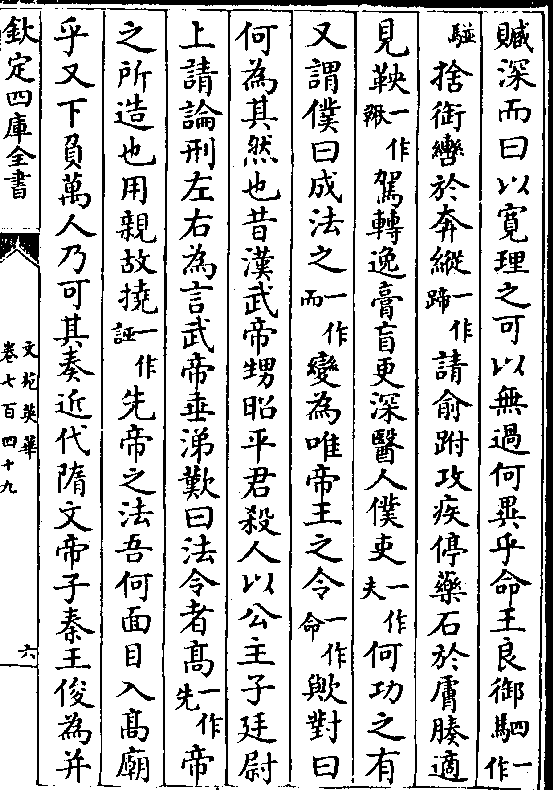 贓深而曰以寛理之可以無過何異乎命王良御駟一作
䮫捨銜轡於奔縱一作蹄請俞跗攻疾停藥石於膚腠適
見鞅一作䋎駕轉逸膏肓更深醫人僕吏一作夫何功之有
又謂僕曰成法之一作而變為唯帝王之令一作命歟對曰
何為其然也昔漢武帝甥昭平君殺人以公主子廷尉
上請論刑左右為言武帝垂涕歎曰法令者髙一作先帝
之所造也用親故撓一作誣先帝之法吾何面目入髙廟
乎又下負萬人乃可其奏近代隋文帝子秦王俊為并
欽定四庫全書
文苑英華
卷七百四十九
六